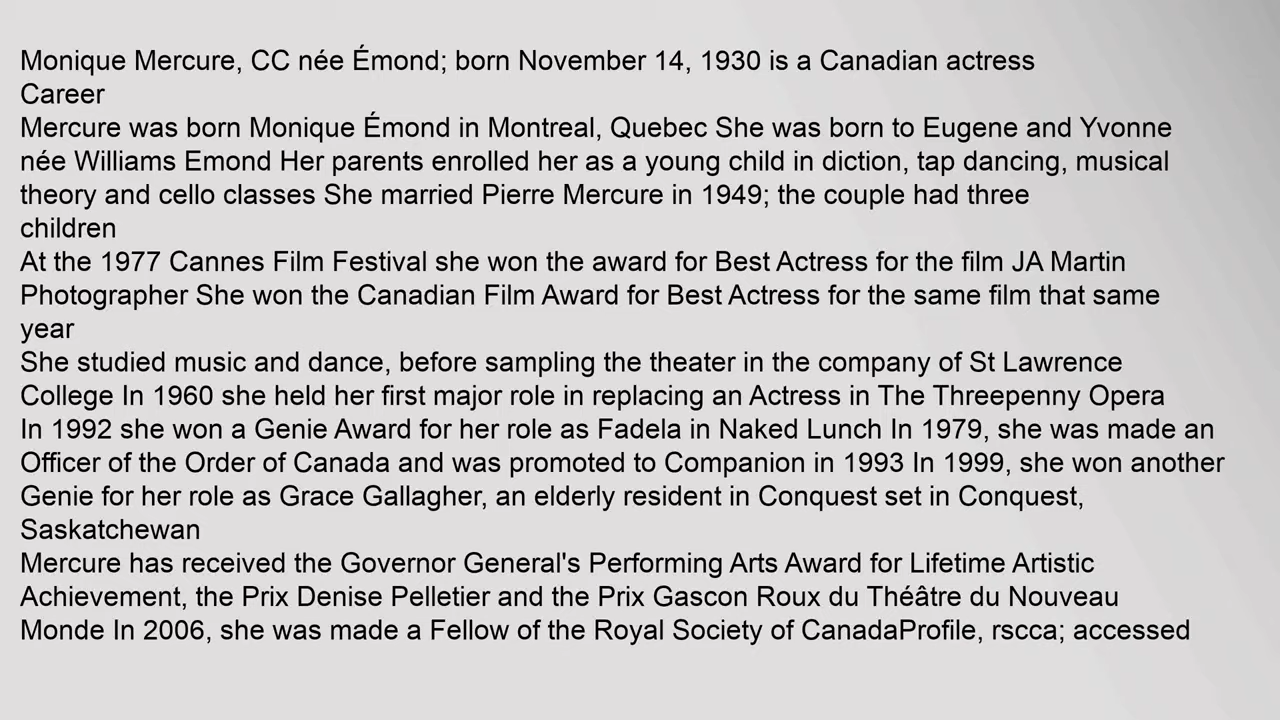 Monique Mercure, CC née Émond; born November 14, 1930 is a Canadian actress
Career
Mercure was born Monique Émond in Montreal, Quebec She was born to Eugene and Yvonne
née Williams Emond Her parents enrolled her as a young child in diction, tap dancing, musical
theory and cello classes She married Pierre Mercure in 1949; the couple had three
children
At the 1977 Cannes Film Festival she won the award for Best Actress for the film JA Martin
Photographer She won the Canadian Film Award for Best Actress for the same film that same
year
She studied music and dance, before sampling the theater in the company of St Lawrence
College In 1960 she held her first major role in replacing an Actress in The Threepenny Opera
In 1992 she won a Genie Award for her role as Fadela in Naked Lunch In 1979, she was made an
Officer of the Order of Canada and was promoted to Companion in 1993 In 1999, she won another
Genie for her role as Grace Gallagher, an elderly resident in Conquest set in Conquest,
Saskatchewan
Mercure has received the Governor General's Performing Arts Award for Lifetime Artistic
Achievement, the Prix Denise Pelletier and the Prix Gascon Roux du Théâtre du Nouveau
Monde In 2006, she was made a Fellow of the Royal Society of CanadaProfile, rscca; accessed